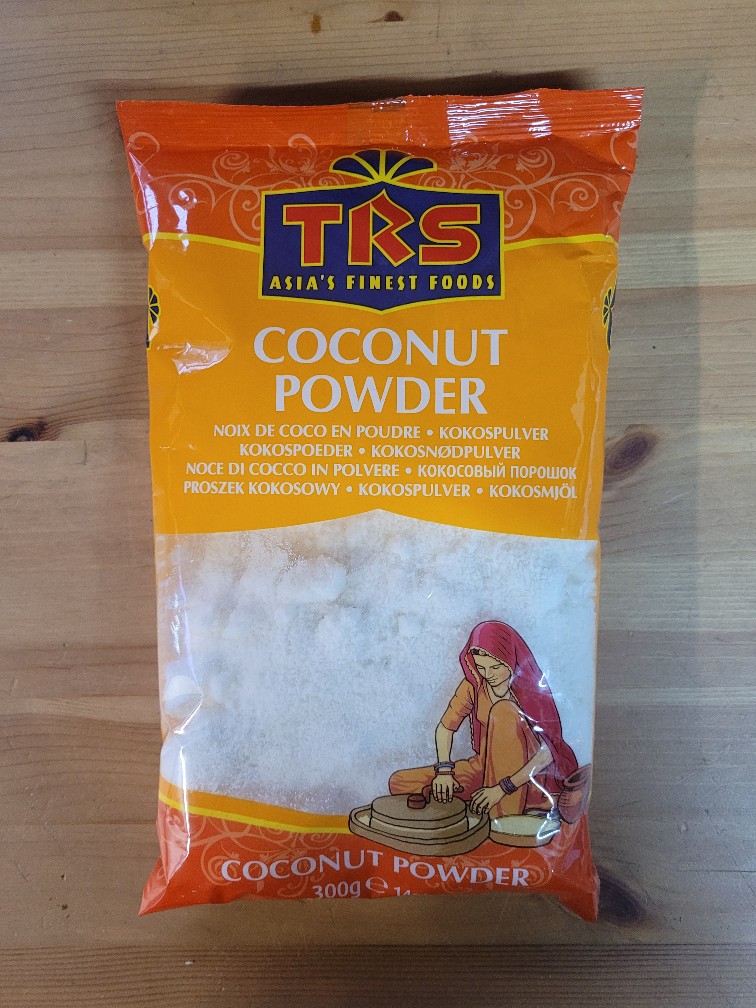 TRS
ASIA'S FINEST FOODS
COCONUT
POWDER
NOIX DE COCO EN POUDRE • KOKOSPULVER
KOKOSPOEDER • KOKOSNØDPULVER
NOCE DI COCCO IN POLVERE • КОКОСОВЫЙ ПОРОШОК
PROSZEK KOKOSOWY • KOKOSPULVER • KOKOSMJÖL
COCONUT POWDER
300g ℮